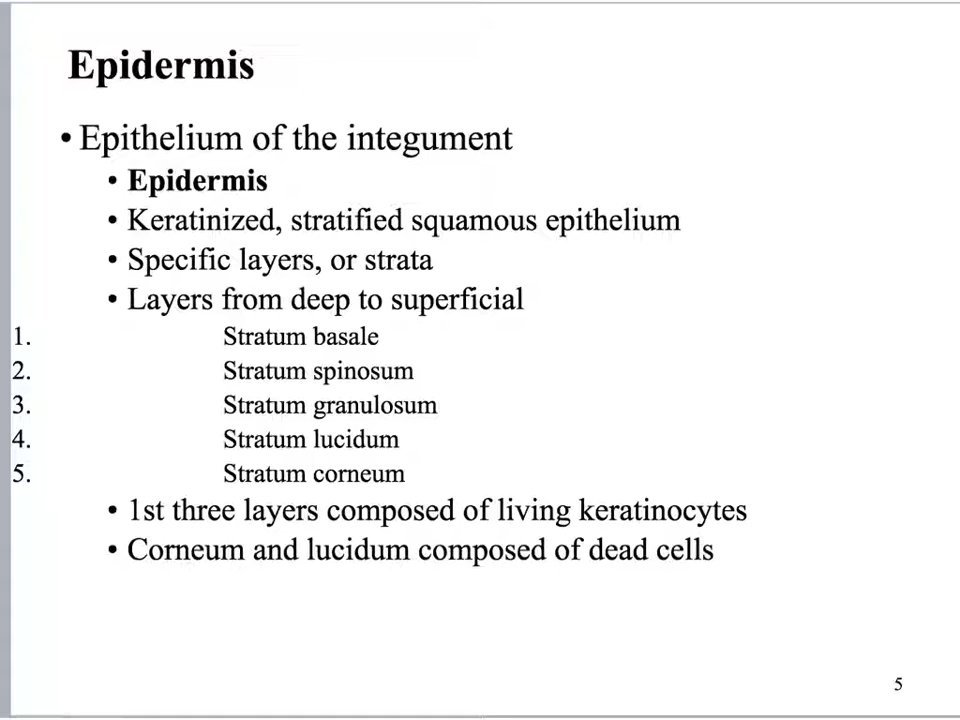 Epidermis
• Epithelium of the integument
• Epidermis
• Keratinized, stratified squamous epithelium
• Specific layers, or strata
• Layers from deep to superficial
1. Stratum basale
2. Stratum spinosum
3. Stratum granulosum
4. Stratum lucidum
5. Stratum corneum
• 1st three layers composed of living keratinocytes
• Corneum and lucidum composed of dead cells
5